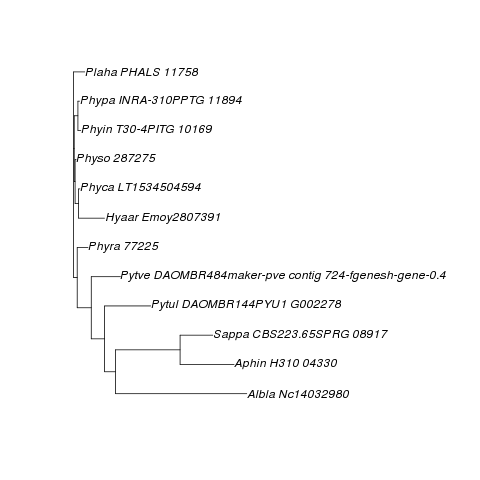 Plaha PHALS 11758
Phypa INRA-310PPTG 11894
Phyin T30-4PITG 10169
Physo 287275
Phyca LT1534504594
Hyaar Emoy2807391
Phyra 77225
Pytve DAOMBR484maker-pve contig 724-fgenesh-gene-0.4
Pytul DAOMBR144PYU1 G002278
Sappa CBS223.65SPRG 08917
Aphin H310 04330
Albla Nc14032980